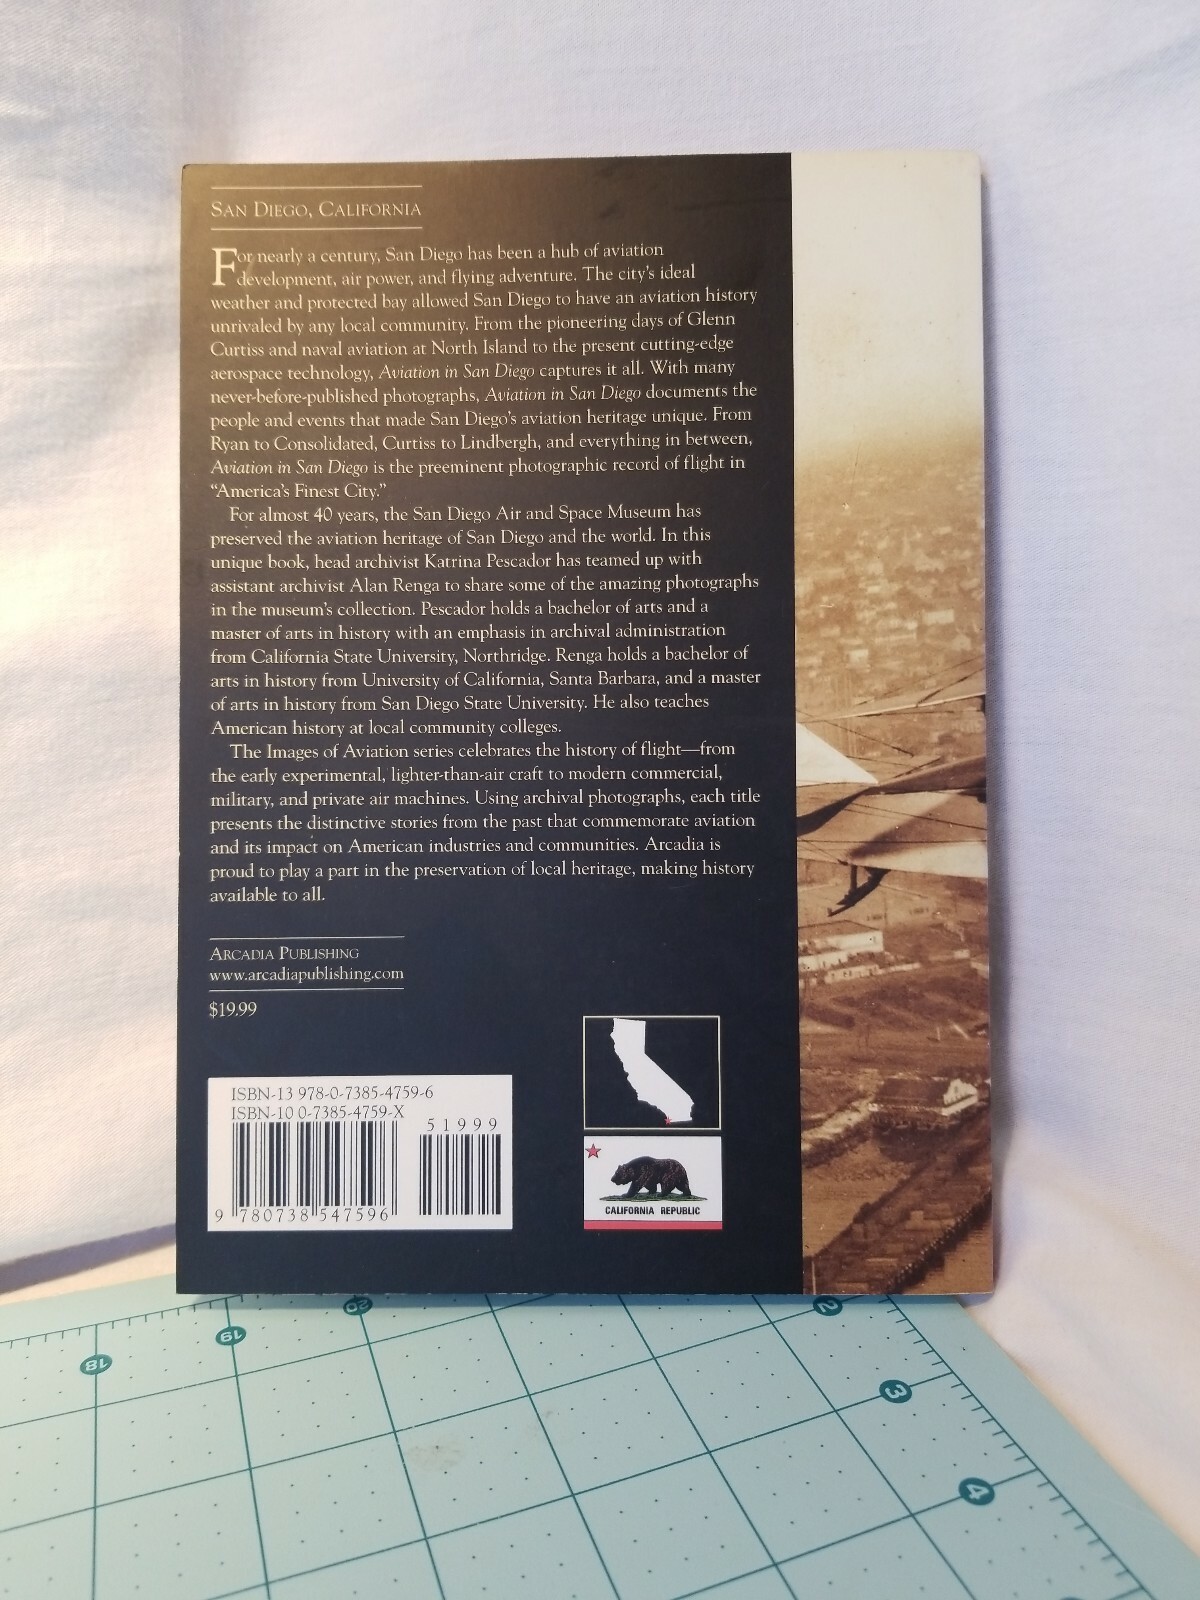 SAN DIEGO, CALIFORNIA
For nearly a century, San Diego has been a hub of aviation
development, air power, and flying adventure. The city's ideal
weather and protected bay allowed San Diego to have an aviation history
unrivaled by any local community. From the pioneering days of Glenn
Curtiss and naval aviation at North Island to the present cutting-edge
aerospace technology, Aviation in San Diego captures it all. With many
never-before-published photographs, Aviation in San Diego documents the
people and events that made San Diego's aviation heritage unique. From
Ryan to Consolidated, Curtiss to Lindbergh, and everything in between,
Aviation in San Diego is the preeminent photographic record of flight in
"America's Finest City."
For almost 40 years, the San Diego Air and Space Museum has
preserved the aviation heritage of San Diego and the world. In this
unique book, head archivist Katrina Pescador has teamed up with
assistant archivist Alan Renga to share some of the amazing photographs
in the museum's collection. Pescador holds a bachelor of arts and a
master of arts in history with an emphasis in archival administration
from California State University, Northridge. Renga holds a bachelor of
arts in history from University of California, Santa Barbara, and a master
of arts in history from San Diego State University. He also teaches
American history at local community colleges.
The Images of Aviation series celebrates the history of flight—from
the early experimental, lighter-than-air craft to modern commercial,
military, and private air machines. Using archival photographs, each title
presents the distinctive stories from the past that commemorate aviation
and its impact on American industries and communities. Arcadia is
proud to play a part in the preservation of local heritage, making history
available to all.
ARCADIA PUBLISHING
www.arcadiapublishing.com
$19.99
ISBN-13 978-0-7385-4759-6
ISBN-10 0-7385-4759-X
51999
9 780738 547596
CALIFORNIA REPUBLIC
18
19
20
2
3
4